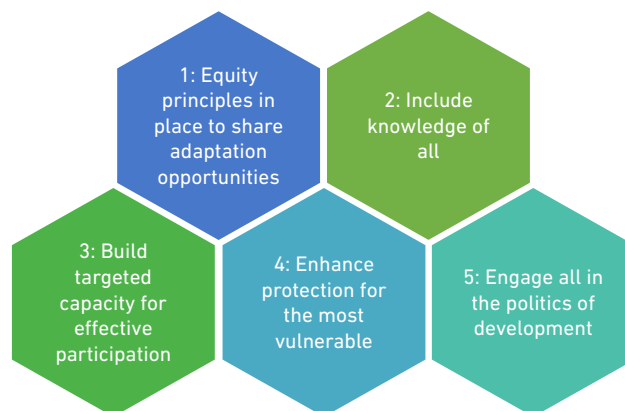 1: Equity
principles in
place to share
adaptation
opportunities
2: Include
knowledge of
all
3: Build
targeted
capacity for
effective
participation
4: Enhance
protection for
the most
vulnerable
5: Engage all in
the politics of
development